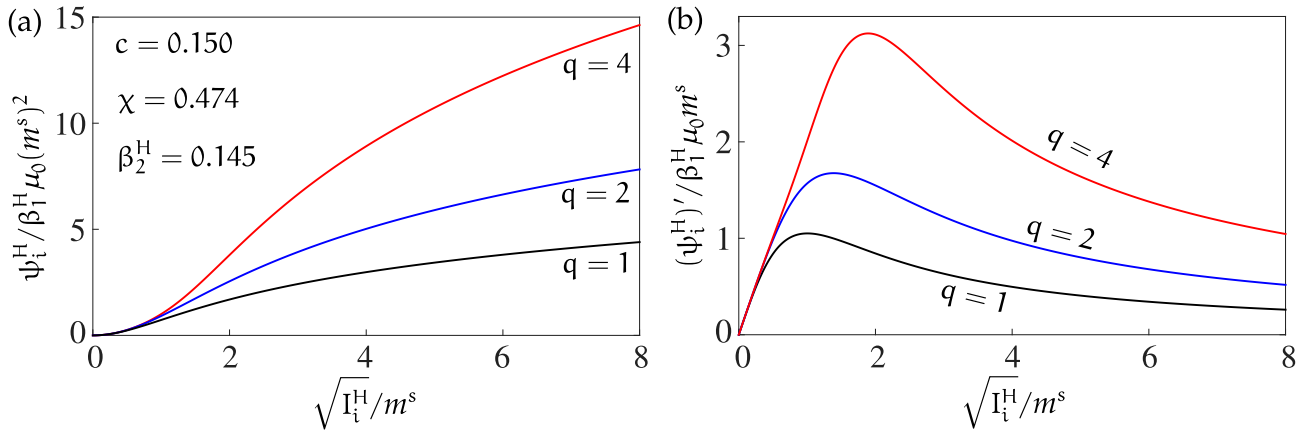 (a)
15
10
5
0
c = 0.150
χ = 0.474
β₂ᴴ = 0.145
q = 4
q = 2
q = 1
0 2 4 6 8
√Iᵢᴴ/mˢ
ψᵢᴴ/β₁ᴴμ₀(mˢ)²
(b)
3
2
1
0
q = 4
q = 2
q = 1
0 2 4 6 8
√Iᵢᴴ/mˢ
(ψᵢᴴ)′/β₁ᴴμ₀mˢ